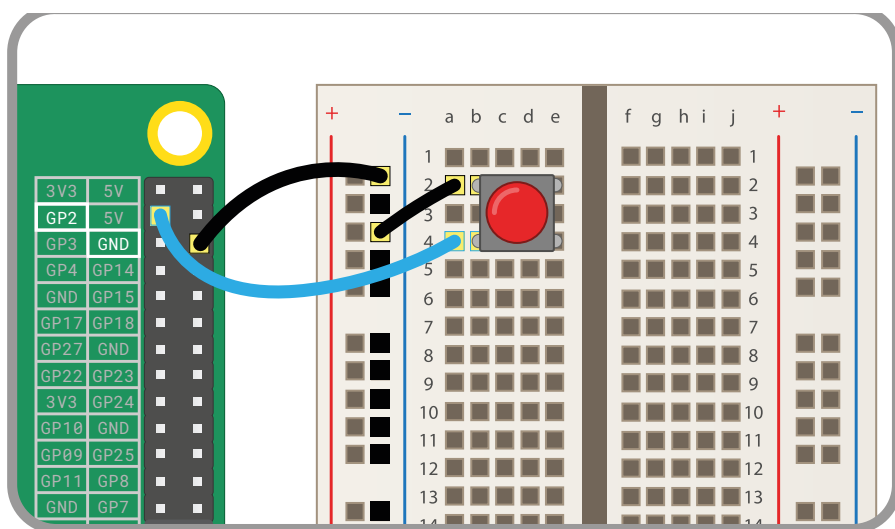 + − a b c d e f g h i j + −
1 1
3V3 5V 2 2
GP2 5V 3 3
GP3 GND 4 4
GP4 GP14 5 5
GND GP15 6 6
GP17 GP18 7 7
GP27 GND 8 8
GP22 GP23 9 9
3V3 GP24 10 10
GP10 GND 11 11
GP09 GP25 12 12
GP11 GP8 13 13
GND GP7 14 14